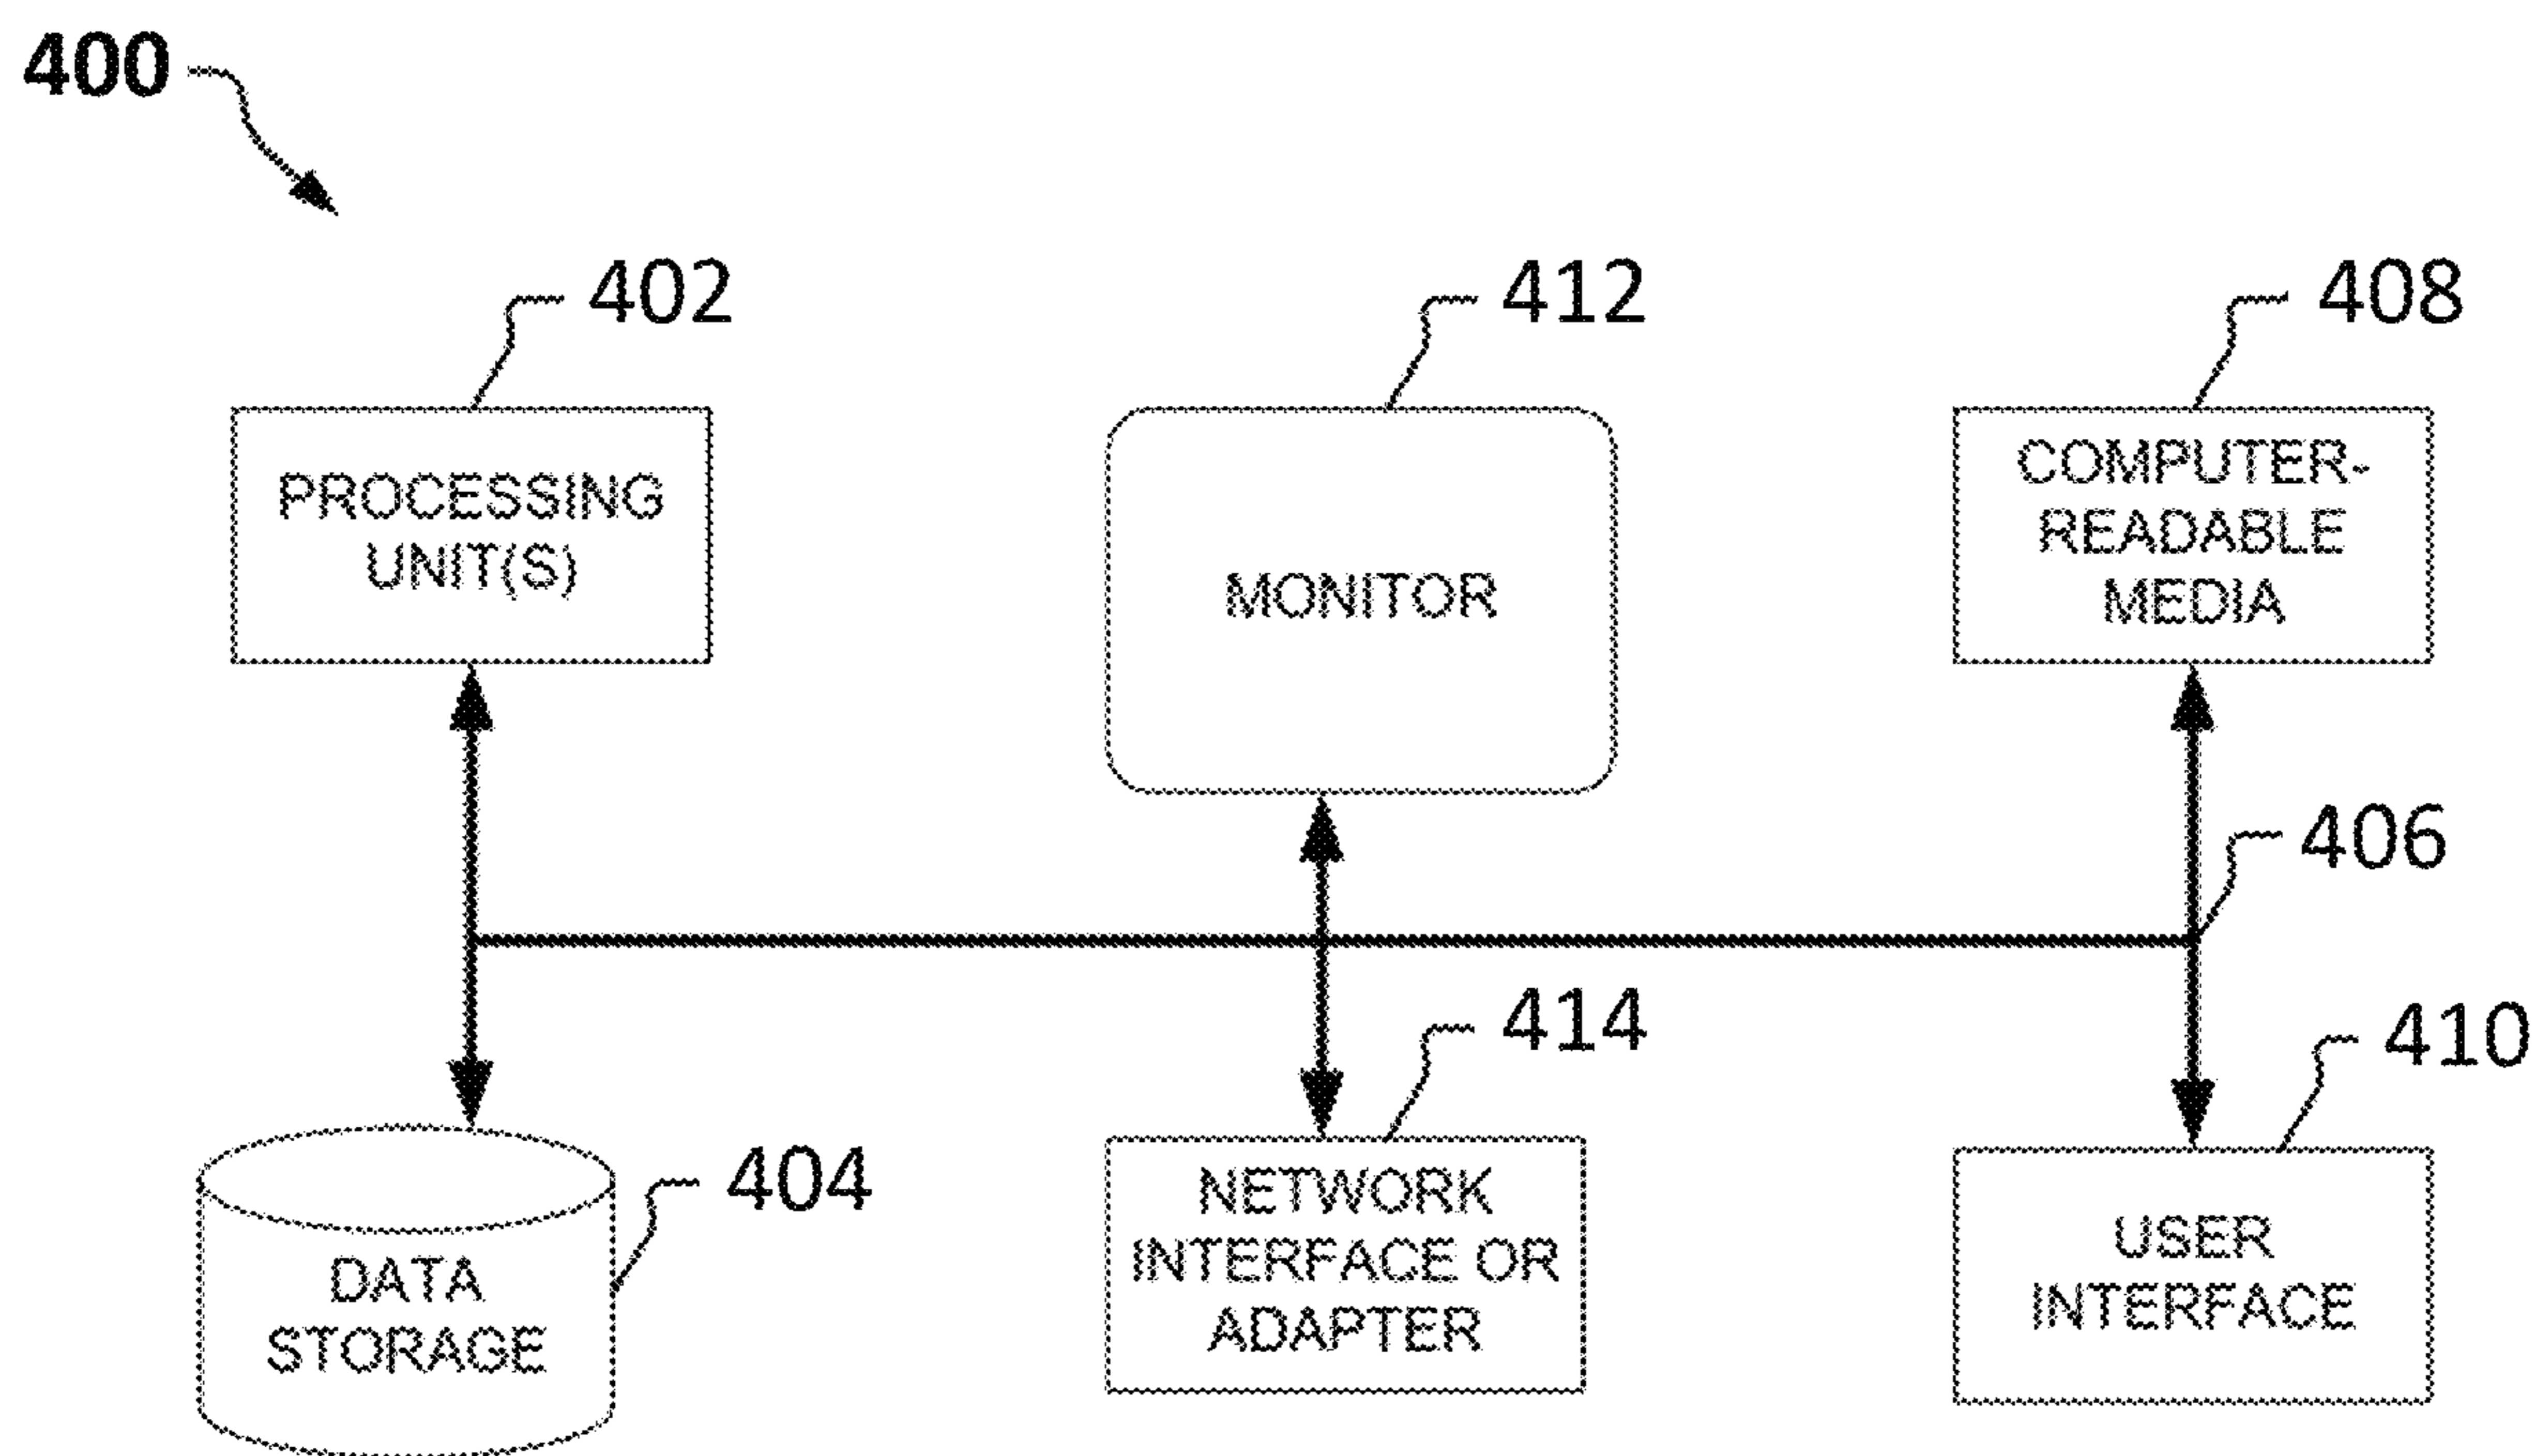 400
402
412
408
PROCESSING
UNIT(S)
MONITOR
COMPUTER-
READABLE
MEDIA
406
414
410
404
DATA
STORAGE
NETWORK
INTERFACE OR
ADAPTER
USER
INTERFACE